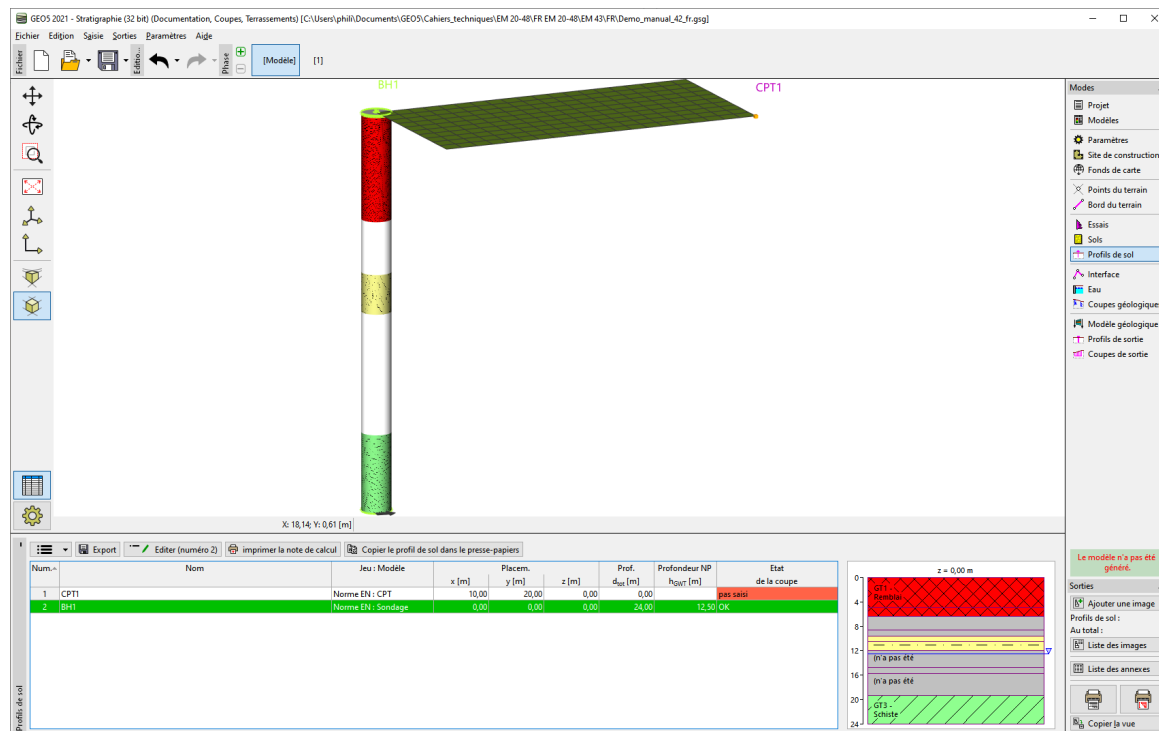 GEO5 2021 - Stratigraphie (32 bit) (Documentation, Coupes, Terrassements) [C:\Users\phili\Documents\GEO5\Cahiers_techniques\EM 20-48\FR EM 20-48\EM 43\FR\Demo_manual_42_fr.gsg]
Fichier Edition Saisie Sorties Paramètres Aide
Fichier
Editio...
Phase
[Modèle] [1]
BH1
CPT1
X: 18,14; Y: 0,61 [m]
Modes
Projet
Modèles
Paramètres
Site de construction
Fonds de carte
Points du terrain
Bord du terrain
Essais
Sols
Profils de sol
Interface
Eau
Coupes géologiques
Modèle géologique
Profils de sortie
Coupes de sortie
Le modèle n'a pas été
généré.
Sorties
Ajouter une image
Profils de sol :
Au total :
Liste des images
Liste des annexes
Copier la vue
Profils de sol
Export Editer (numéro 2) imprimer la note de calcul Copier le profil de sol dans le presse-papiers
Num. Nom Jeu : Modèle Placem. Prof. Profondeur NP Etat
x [m] y [m] z [m] dtot [m] hGWT [m] de la coupe
1 CPT1 Norme EN : CPT 10,00 20,00 0,00 0,00 pas saisi
2 BH1 Norme EN : Sondage 0,00 0,00 0,00 24,00 12,50 OK
z = 0,00 m
0
GT1 -
Remblai
4
8
12
(n'a pas été
16
(n'a pas été
20
GT3 -
Schiste
24